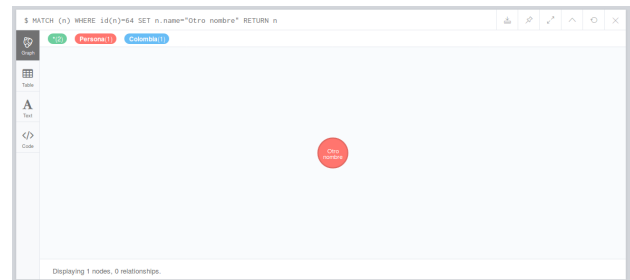 $ MATCH (n) WHERE id(n)=64 SET n.name="Otro nombre" RETURN n
*(2) Persona(1) Colombia(1)
Graph
Table
A
Text
</>
Code
Otro
nombre
Displaying 1 nodes, 0 relationships.